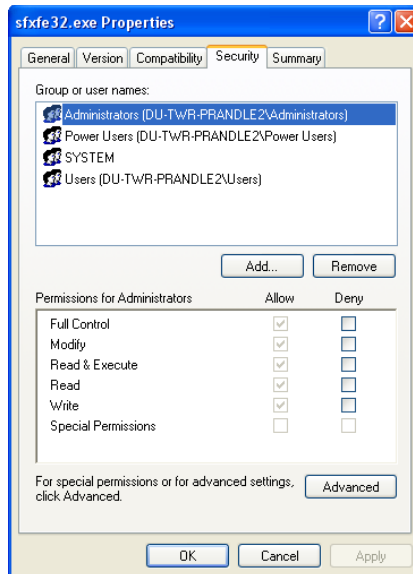 sfxfe32.exe Properties
General Version Compatibility Security Summary
Group or user names:
Administrators (DU-TWR-PRANDLE2\Administrators)
Power Users (DU-TWR-PRANDLE2\Power Users)
SYSTEM
Users (DU-TWR-PRANDLE2\Users)
Add... Remove
Permissions for Administrators Allow Deny
Full Control
Modify
Read & Execute
Read
Write
Special Permissions
For special permissions or for advanced settings,
click Advanced.
Advanced
OK Cancel Apply